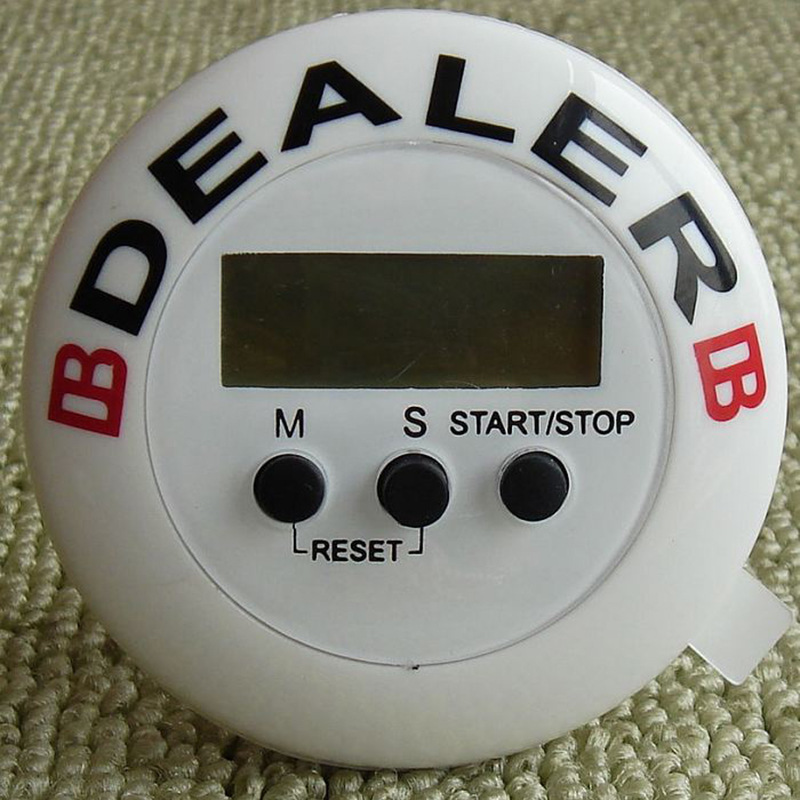 DEALER
DB DB
M S START/STOP
RESET